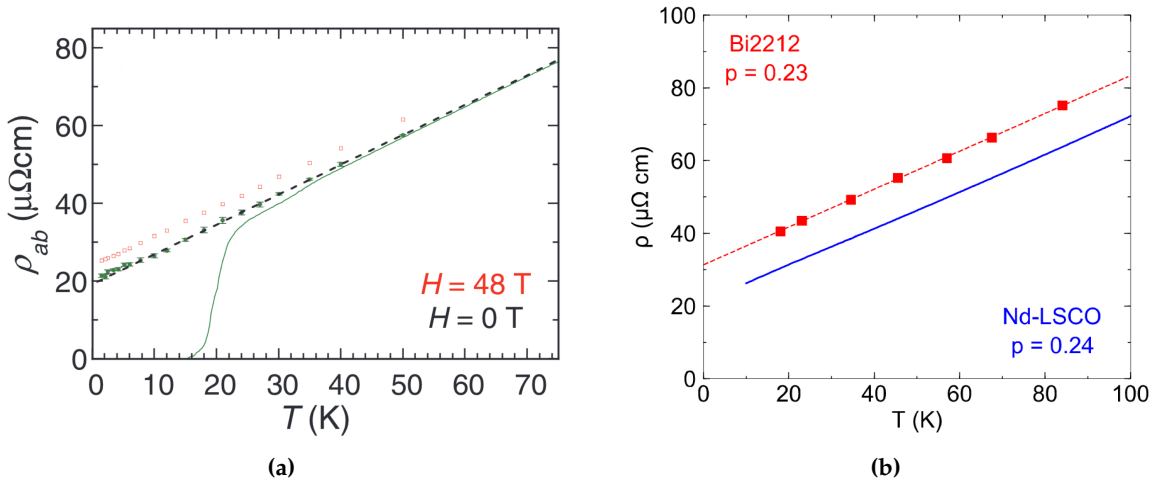 80
60
40
20
0
ρab (μΩcm)
H = 48 T
H = 0 T
0 10 20 30 40 50 60 70
T (K)
(a)
100
80
60
40
20
0
ρ (μΩ cm)
Bi2212
p = 0.23
Nd-LSCO
p = 0.24
0 20 40 60 80 100
T (K)
(b)